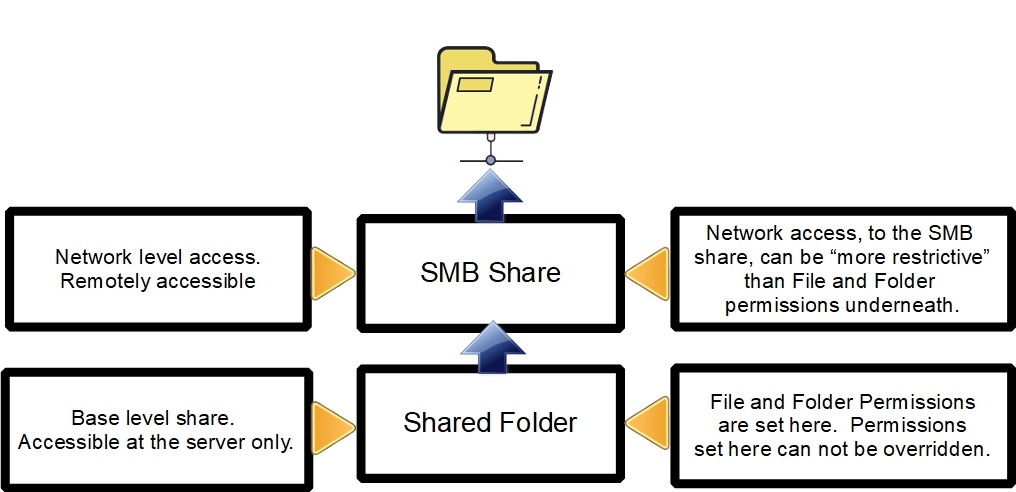 Network level access.
Remotely accessible
SMB Share
Network access, to the SMB
share, can be “more restrictive”
than File and Folder
permissions underneath.
Base level share.
Accessible at the server only.
Shared Folder
File and Folder Permissions
are set here.  Permissions
set here can not be overridden.